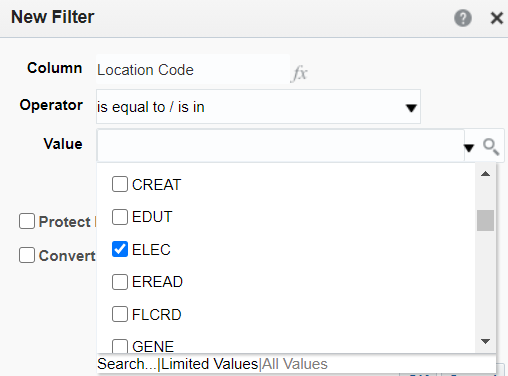 New Filter
Column Location Code fx
Operator is equal to / is in
Value
CREAT
EDUT
Protect
ELEC
Convert
EREAD
FLCRD
GENE
Search...|Limited Values|All Values